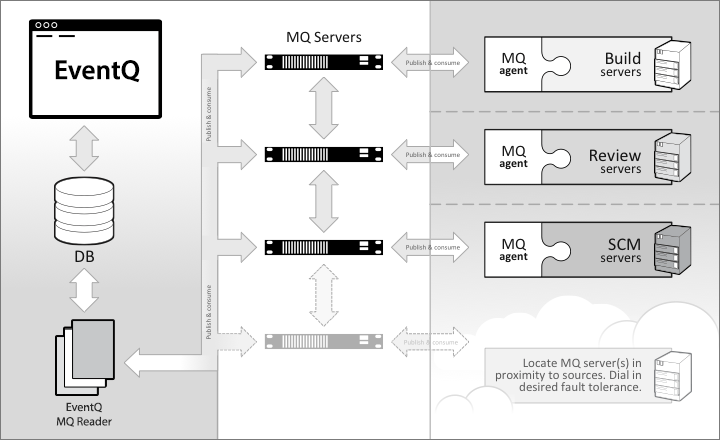 EventQ
DB
EventQ
MQ Reader
Publish & consume
Publish & consume
MQ Servers
Publish & consume
Publish & consume
Publish & consume
Publish & consume
MQ
agent
Build
servers
MQ
agent
Review
servers
MQ
agent
SCM
servers
Locate MQ server(s) in
proximity to sources. Dial in
desired fault tolerance.